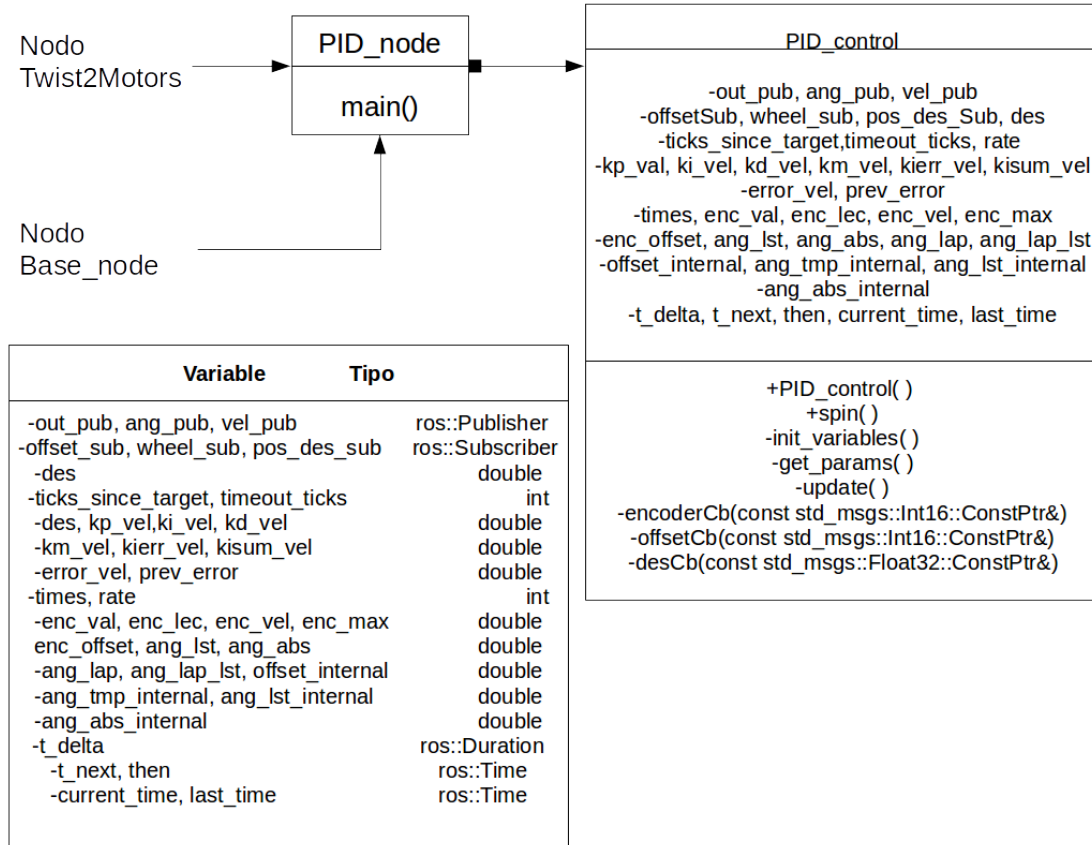 Nodo
Twist2Motors
PID_node
main()
Nodo
Base_node
PID_control
-out_pub, ang_pub, vel_pub
-offsetSub, wheel_sub, pos_des_Sub, des
-ticks_since_target,timeout_ticks, rate
-kp_val, ki_vel, kd_vel, km_vel, kierr_vel, kisum_vel
-error_vel, prev_error
-times, enc_val, enc_lec, enc_vel, enc_max
-enc_offset, ang_lst, ang_abs, ang_lap, ang_lap_lst
-offset_internal, ang_tmp_internal, ang_lst_internal
-ang_abs_internal
-t_delta, t_next, then, current_time, last_time
+PID_control( )
+spin( )
-init_variables( )
-get_params( )
-update( )
-encoderCb(const std_msgs::Int16::ConstPtr&)
-offsetCb(const std_msgs::Int16::ConstPtr&)
-desCb(const std_msgs::Float32::ConstPtr&)
Variable Tipo
-out_pub, ang_pub, vel_pub ros::Publisher
-offset_sub, wheel_sub, pos_des_sub ros::Subscriber
-des double
-ticks_since_target, timeout_ticks int
-des, kp_vel,ki_vel, kd_vel double
-km_vel, kierr_vel, kisum_vel double
-error_vel, prev_error double
-times, rate int
-enc_val, enc_lec, enc_vel, enc_max double
enc_offset, ang_lst, ang_abs double
-ang_lap, ang_lap_lst, offset_internal double
-ang_tmp_internal, ang_lst_internal double
-ang_abs_internal double
-t_delta ros::Duration
-t_next, then ros::Time
-current_time, last_time ros::Time